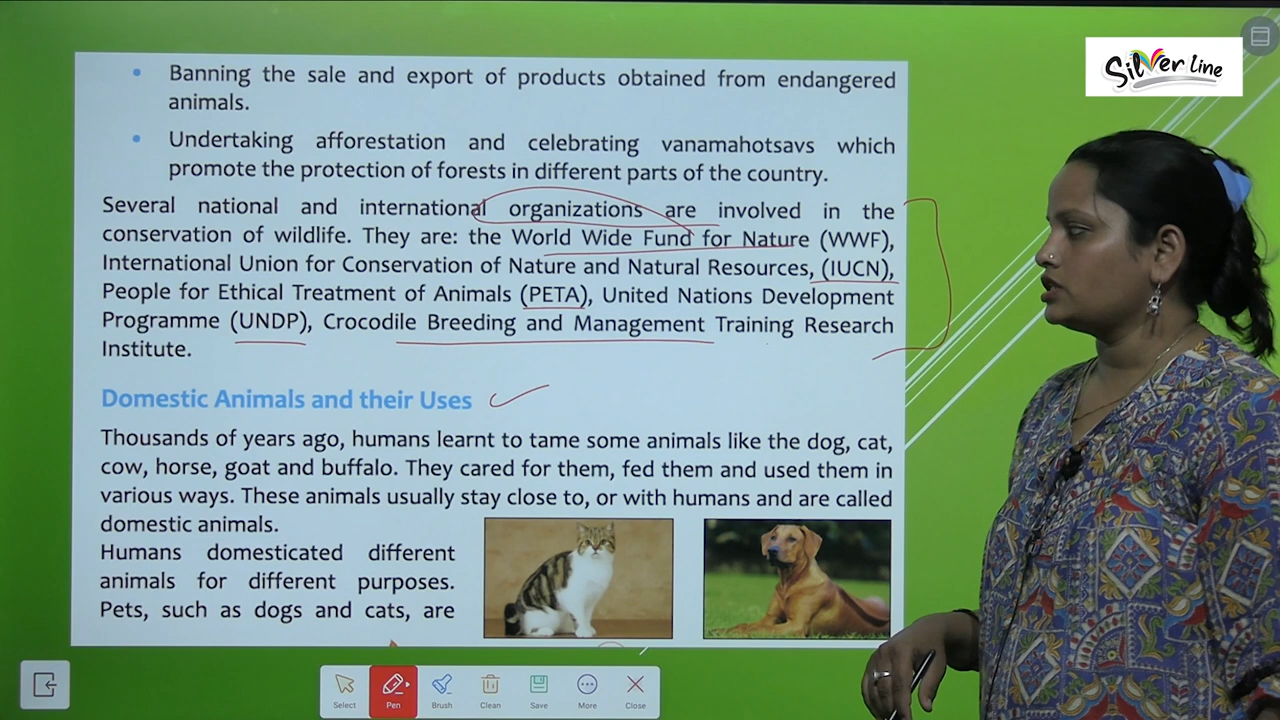 Silver line
• Banning the sale and export of products obtained from endangered
animals.
• Undertaking afforestation and celebrating vanamahotsavs which
promote the protection of forests in different parts of the country.
Several national and international organizations are involved in the
conservation of wildlife. They are: the World Wide Fund for Nature (WWF),
International Union for Conservation of Nature and Natural Resources, (IUCN),
People for Ethical Treatment of Animals (PETA), United Nations Development
Programme (UNDP), Crocodile Breeding and Management Training Research
Institute.
Domestic Animals and their Uses
Thousands of years ago, humans learnt to tame some animals like the dog, cat,
cow, horse, goat and buffalo. They cared for them, fed them and used them in
various ways. These animals usually stay close to, or with humans and are called
domestic animals.
Humans domesticated different
animals for different purposes.
Pets, such as dogs and cats, are
Select Pen Brush Clean Save More Close